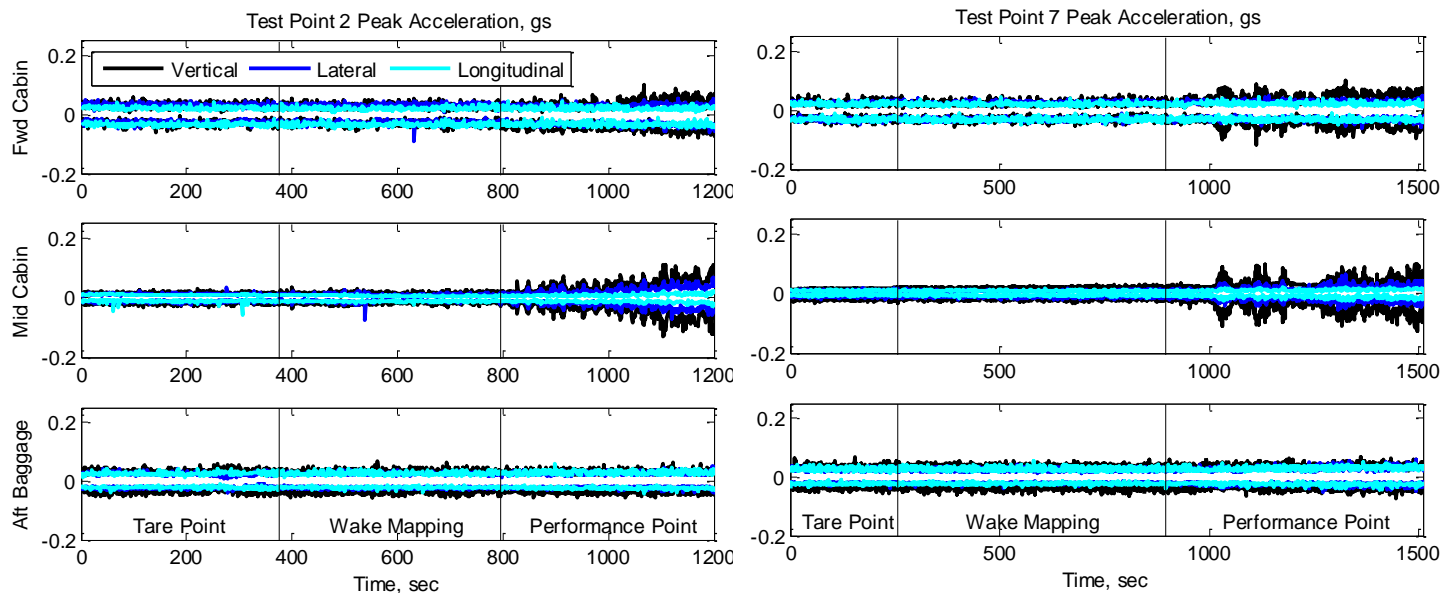 Test Point 2 Peak Acceleration, gs
Vertical Lateral Longitudinal
Fwd Cabin
0.2
0
-0.2
0 200 400 600 800 1000 1200
Mid Cabin
0.2
0
-0.2
0 200 400 600 800 1000 1200
Aft Baggage
0.2
0
-0.2
Tare Point Wake Mapping Performance Point
0 200 400 600 800 1000 1200
Time, sec
Test Point 7 Peak Acceleration, gs
0.2
0
-0.2
0 500 1000 1500
0.2
0
-0.2
0 500 1000 1500
0.2
0
-0.2
Tare Point Wake Mapping Performance Point
0 500 1000 1500
Time, sec